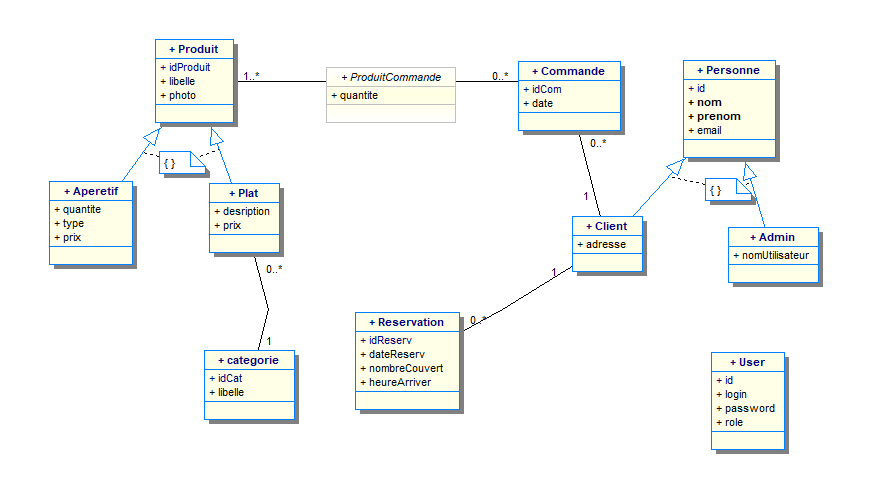 + Produit
+ idProduit
+ libelle
+ photo
1..*
+ ProduitCommande
+ quantite
0..*
+ Commande
+ idCom
+ date
+ Personne
+ id
+ nom
+ prenom
+ email
{ }
{ }
+ Aperetif
+ quantite
+ type
+ prix
+ Plat
+ desription
+ prix
0..*
1
+ Client
+ adresse
+ Admin
+ nomUtilisateur
0..*
1
+ categorie
+ idCat
+ libelle
1
0..*
+ Reservation
+ idReserv
+ dateReserv
+ nombreCouvert
+ heureArriver
+ User
+ id
+ login
+ password
+ role